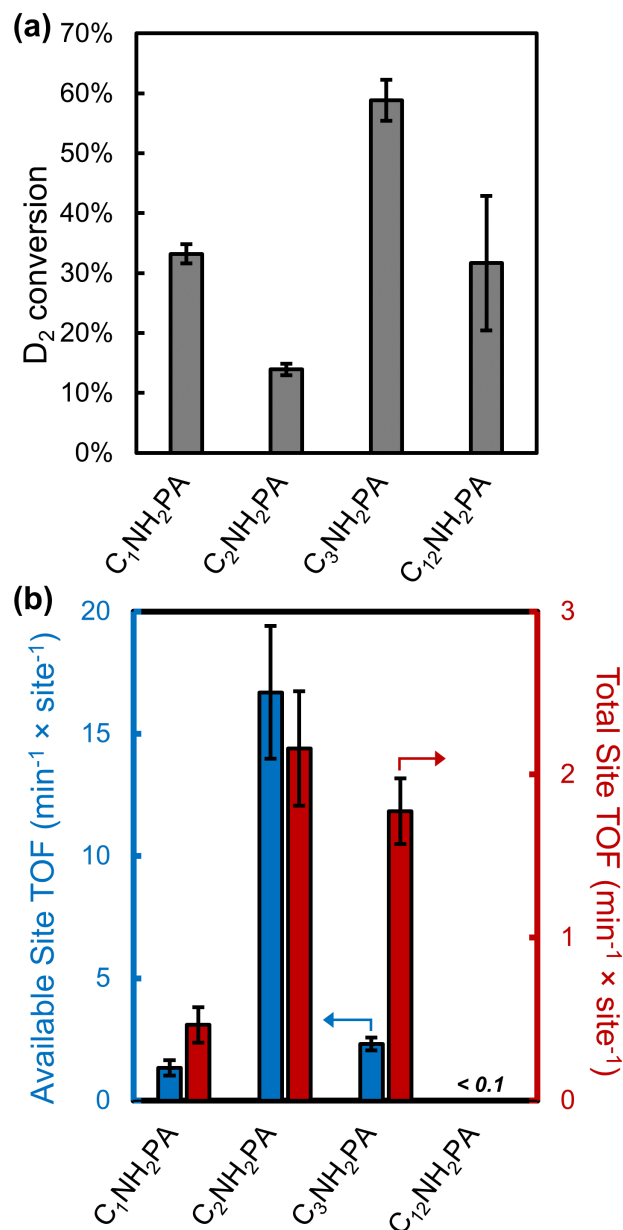 (a)
70%
60%
50%
40%
30%
20%
10%
0%
D₂ conversion
C₁NH₂PA
C₂NH₂PA
C₃NH₂PA
C₁₂NH₂PA
(b)
20
15
10
5
0
Available Site TOF (min⁻¹ × site⁻¹)
3
2
1
0
Total Site TOF (min⁻¹ × site⁻¹)
< 0.1
C₁NH₂PA
C₂NH₂PA
C₃NH₂PA
C₁₂NH₂PA